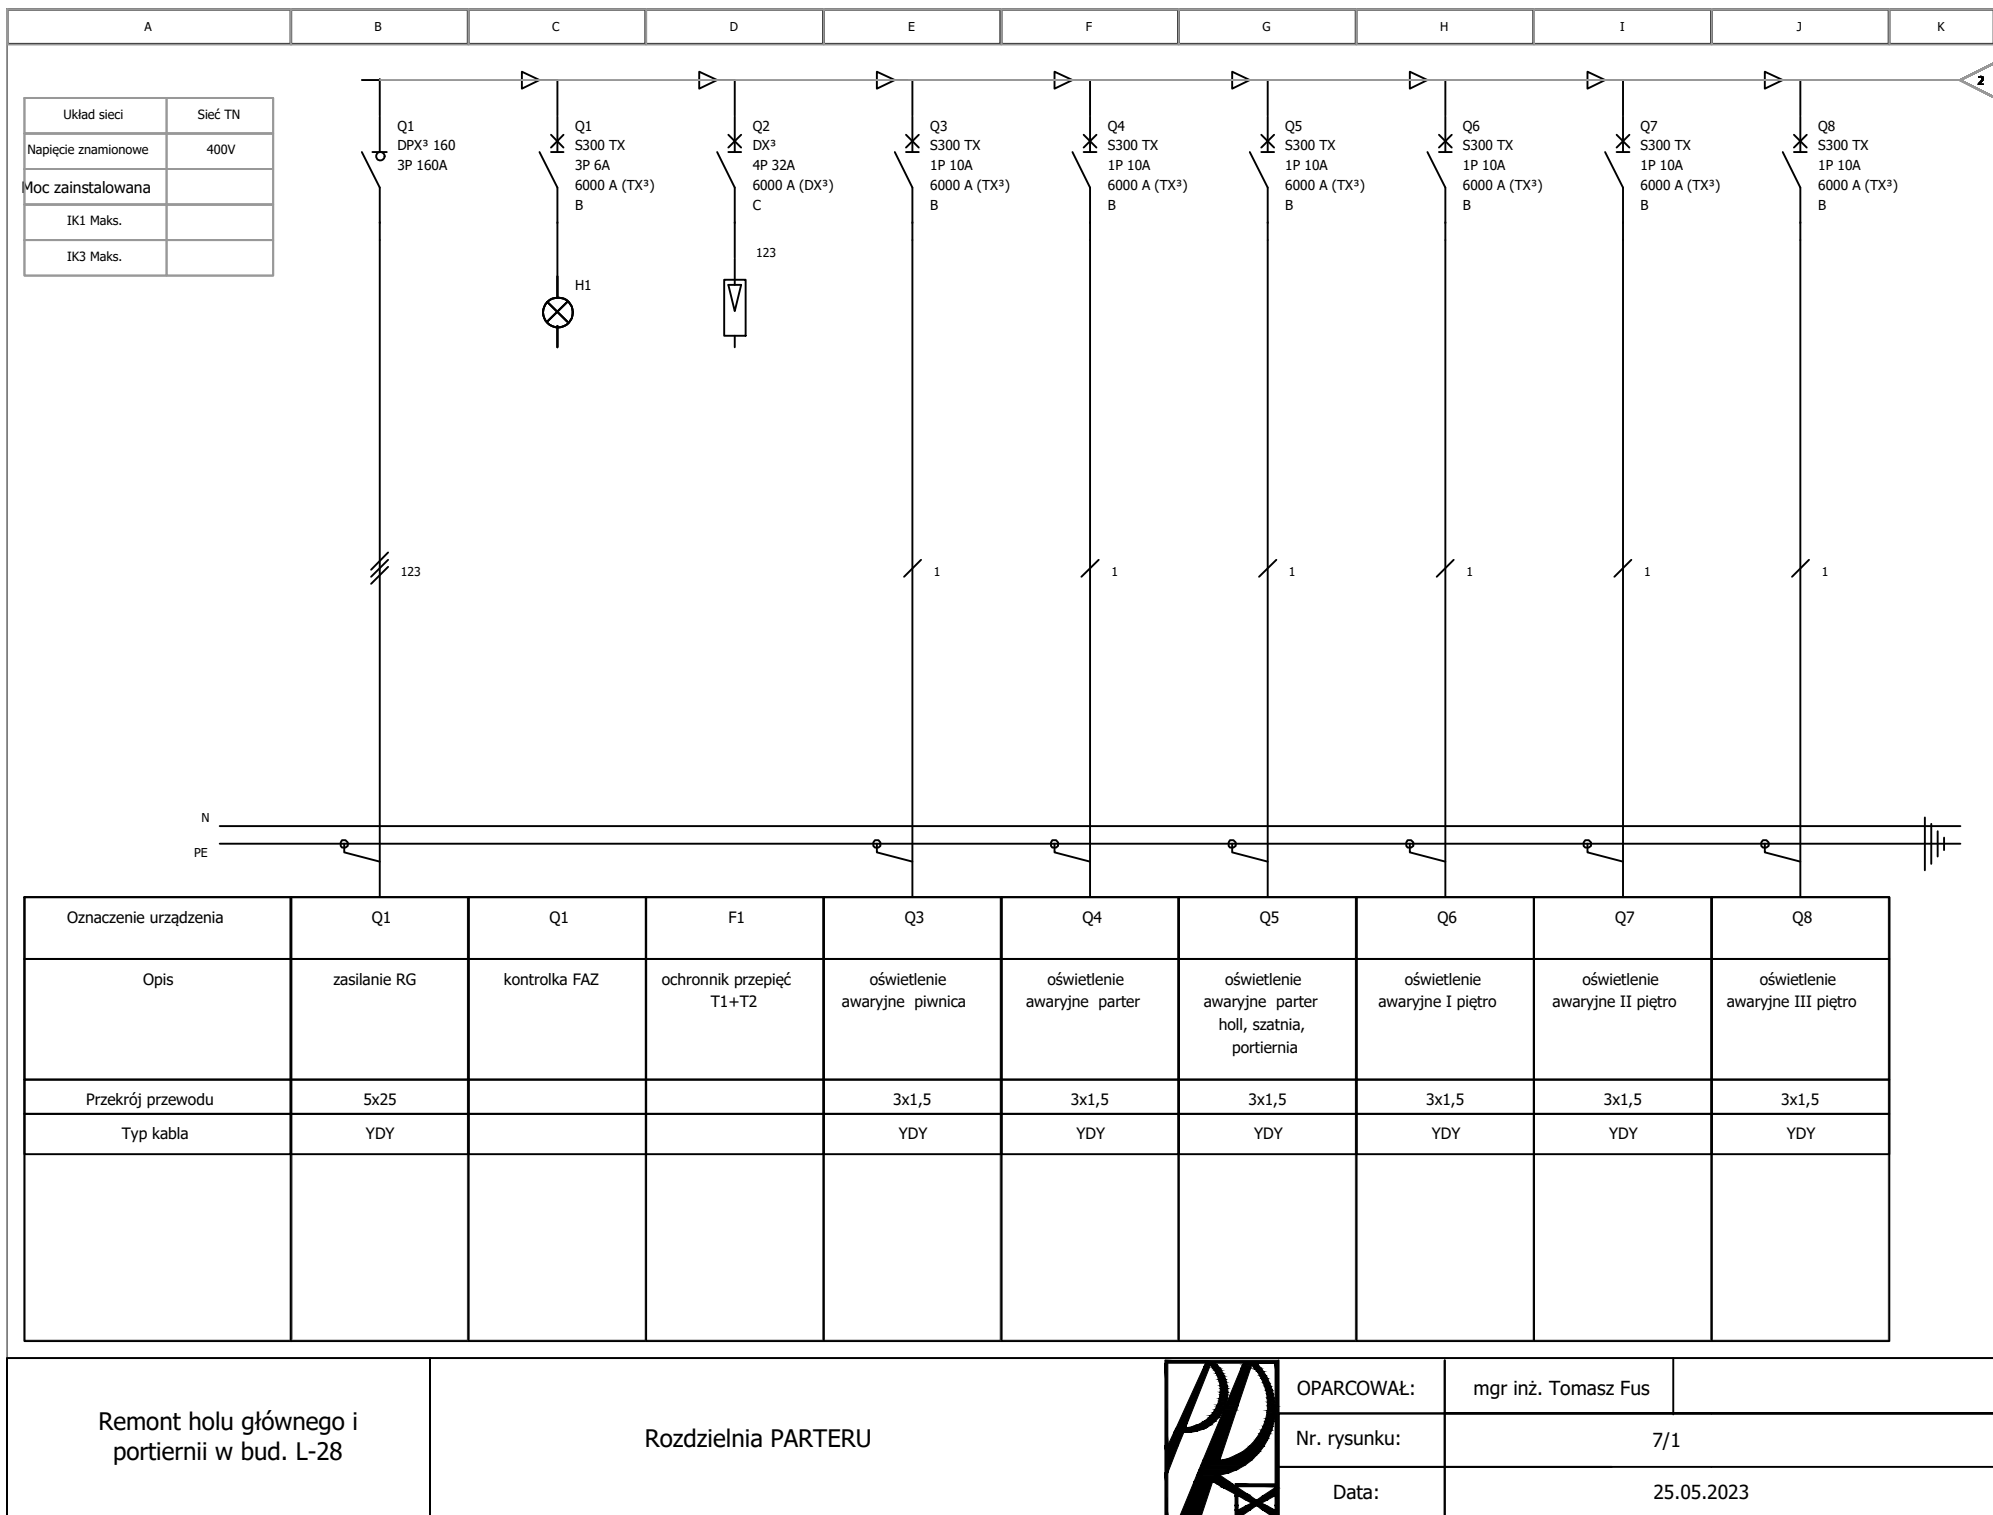 A B C D E F G H I J K
2
Układ sieci Sieć TN
Napięcie znamionowe 400V
Moc zainstalowana
IK1 Maks.
IK3 Maks.
Q1
DPX³ 160
3P 160A
Q1
S300 TX
3P 6A
6000 A (TX³)
B
H1
Q2
DX³
4P 32A
6000 A (DX³)
C
123
Q3
S300 TX
1P 10A
6000 A (TX³)
B
Q4
S300 TX
1P 10A
6000 A (TX³)
B
Q5
S300 TX
1P 10A
6000 A (TX³)
B
Q6
S300 TX
1P 10A
6000 A (TX³)
B
Q7
S300 TX
1P 10A
6000 A (TX³)
B
Q8
S300 TX
1P 10A
6000 A (TX³)
B
123 1 1 1 1 1 1
N
PE
Oznaczenie urządzenia Q1 Q1 F1 Q3 Q4 Q5 Q6 Q7 Q8
Opis
zasilanie RG
kontrolka FAZ
ochronnik przepięć
T1+T2
oświetlenie
awaryjne piwnica
oświetlenie
awaryjne parter
oświetlenie
awaryjne parter
holl, szatnia,
portiernia
oświetlenie
awaryjne I piętro
oświetlenie
awaryjne II piętro
oświetlenie
awaryjne III piętro
Przekrój przewodu 5x25 3x1,5 3x1,5 3x1,5 3x1,5 3x1,5 3x1,5
Typ kabla YDY YDY YDY YDY YDY YDY YDY
Remont holu głównego i
portierni w bud. L-28
Rozdzielnia PARTERU
OPARCOWAŁ: mgr inż. Tomasz Fus
Nr. rysunku: 7/1
Data: 25.05.2023